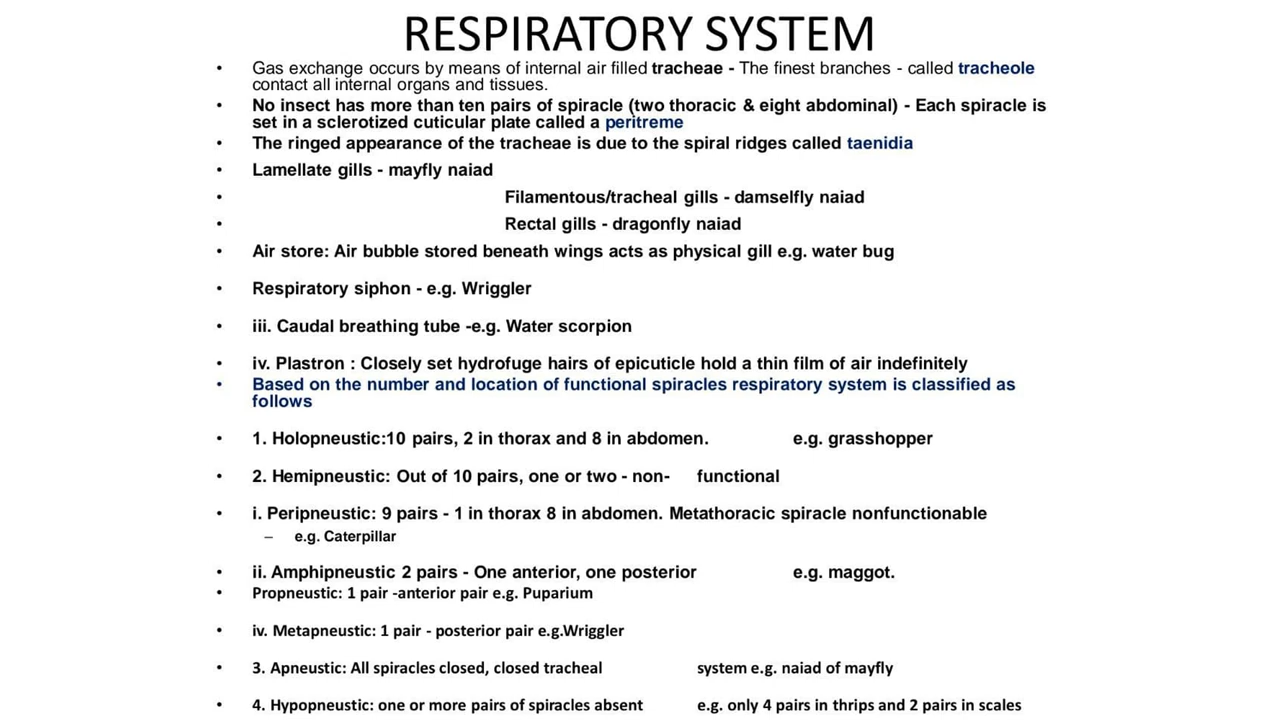 RESPIRATORY SYSTEM
• Gas exchange occurs by means of internal air filled tracheae - The finest branches - called tracheole
contact all internal organs and tissues.
• No insect has more than ten pairs of spiracle (two thoracic & eight abdominal) - Each spiracle is
set in a sclerotized cuticular plate called a peritreme
• The ringed appearance of the tracheae is due to the spiral ridges called taenidia
• Lamellate gills - mayfly naiad
• Filamentous/tracheal gills - damselfly naiad
• Rectal gills - dragonfly naiad
• Air store: Air bubble stored beneath wings acts as physical gill e.g. water bug
• Respiratory siphon - e.g. Wriggler
• iii. Caudal breathing tube -e.g. Water scorpion
• iv. Plastron : Closely set hydrofuge hairs of epicuticle hold a thin film of air indefinitely
• Based on the number and location of functional spiracles respiratory system is classified as
follows
• 1. Holopneustic:10 pairs, 2 in thorax and 8 in abdomen. e.g. grasshopper
• 2. Hemipneustic: Out of 10 pairs, one or two - non- functional
• i. Peripneustic: 9 pairs - 1 in thorax 8 in abdomen. Metathoracic spiracle nonfunctionable
– e.g. Caterpillar
• ii. Amphipneustic 2 pairs - One anterior, one posterior e.g. maggot.
• Propneustic: 1 pair -anterior pair e.g. Puparium
• iv. Metapneustic: 1 pair - posterior pair e.g.Wriggler
• 3. Apneustic: All spiracles closed, closed tracheal system e.g. naiad of mayfly
• 4. Hypopneustic: one or more pairs of spiracles absent e.g. only 4 pairs in thrips and 2 pairs in scales